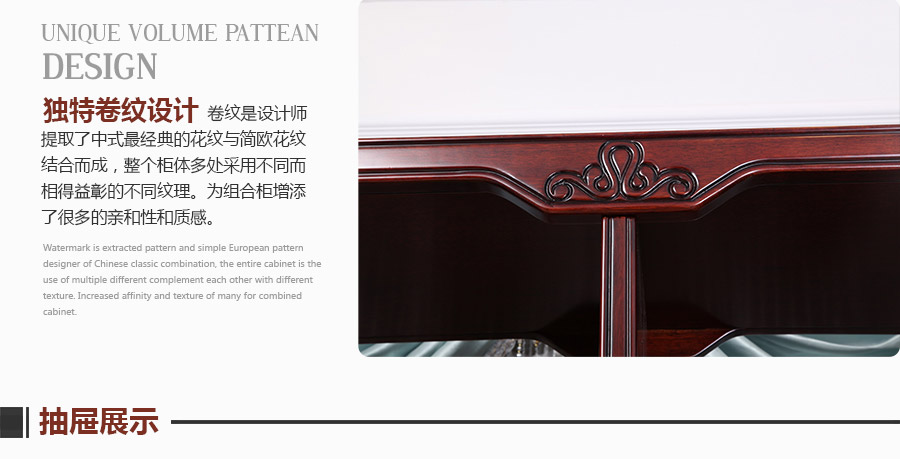 UNIQUE VOLUME PATTEAN
DESIGN
独特卷纹设计 卷纹是设计师
提取了中式最经典的花纹与简欧花纹
结合而成，整个柜体多处采用不同而
相得益彰的不同纹理。为组合柜增添
了很多的亲和性和质感。
Watermark is extracted pattern and simple European pattern
designer of Chinese classic combination, the entire cabinet is the
use of multiple different complement each other with different
texture. Increased affinity and texture of many for combined
cabinet.
抽屉展示